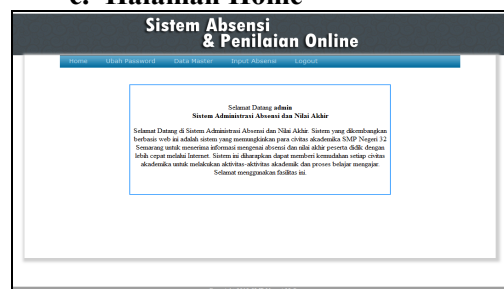 c. Halaman Home
Sistem Absensi
& Penilaian Online
Home Ubah Password Data Master Input Absensi Logout
Selamat Datang admin
Sistem Administrasi Absensi dan Nilai Akhir
Selamat Datang di Sistem Administrasi Absensi dan Nilai Akhir. Sistem yang dikembangkan
berbasis web ini adalah sistem yang memungkinkan para civitas akademika SMP Negeri 32
Semarang untuk menerima informasi mengenai absensi dan nilai akhir peserta didik dengan
lebih cepat melalui Internet. Sistem ini diharapkan dapat memberi kemudahan setiap civitas
akademika untuk melakukan aktivitas-aktivitas akademik dan proses belajar mengajar.
Selamat menggunakan fasilitas ini